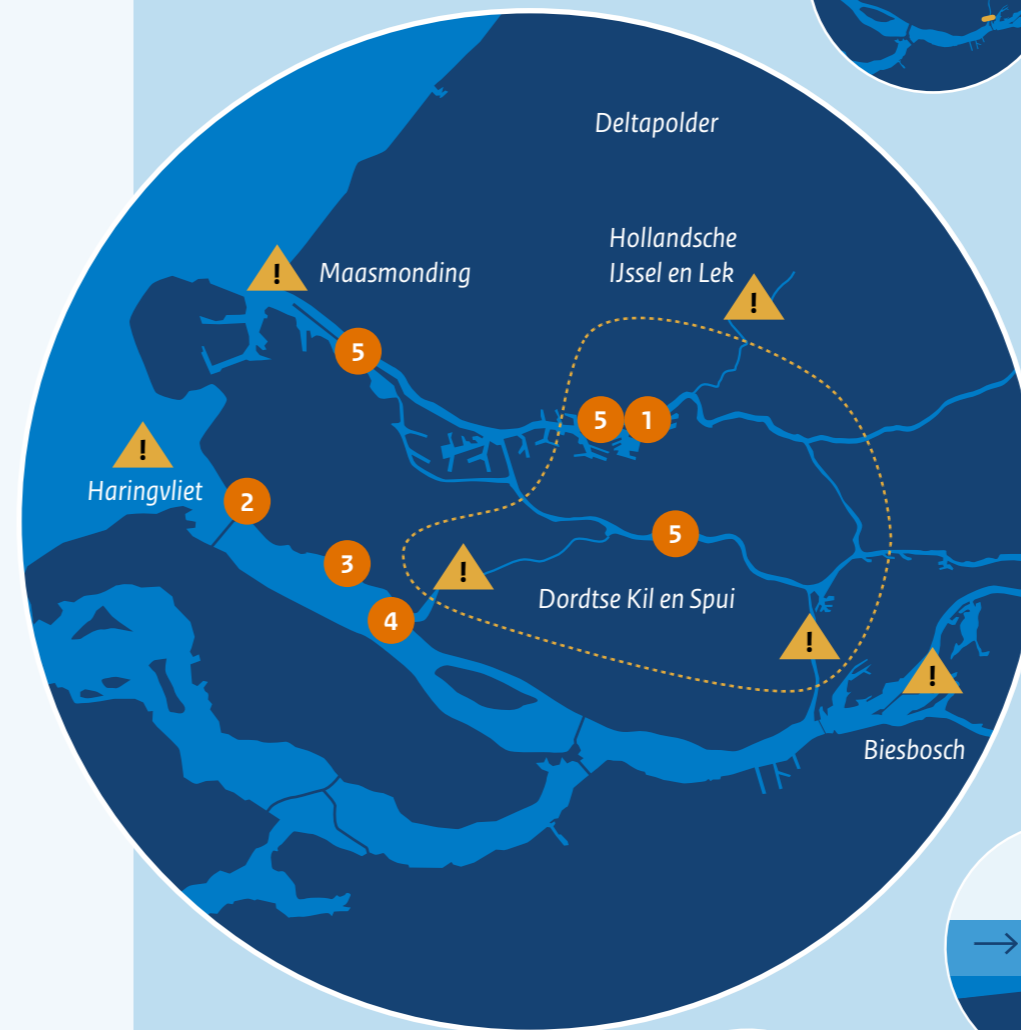 Deltapolder
Hollandsche
IJssel en Lek
!
Maasmonding
!
5
5
1
!
Haringvliet
2
5
3
!
Dordtse Kil en Spui
4
!
!
Biesbosch